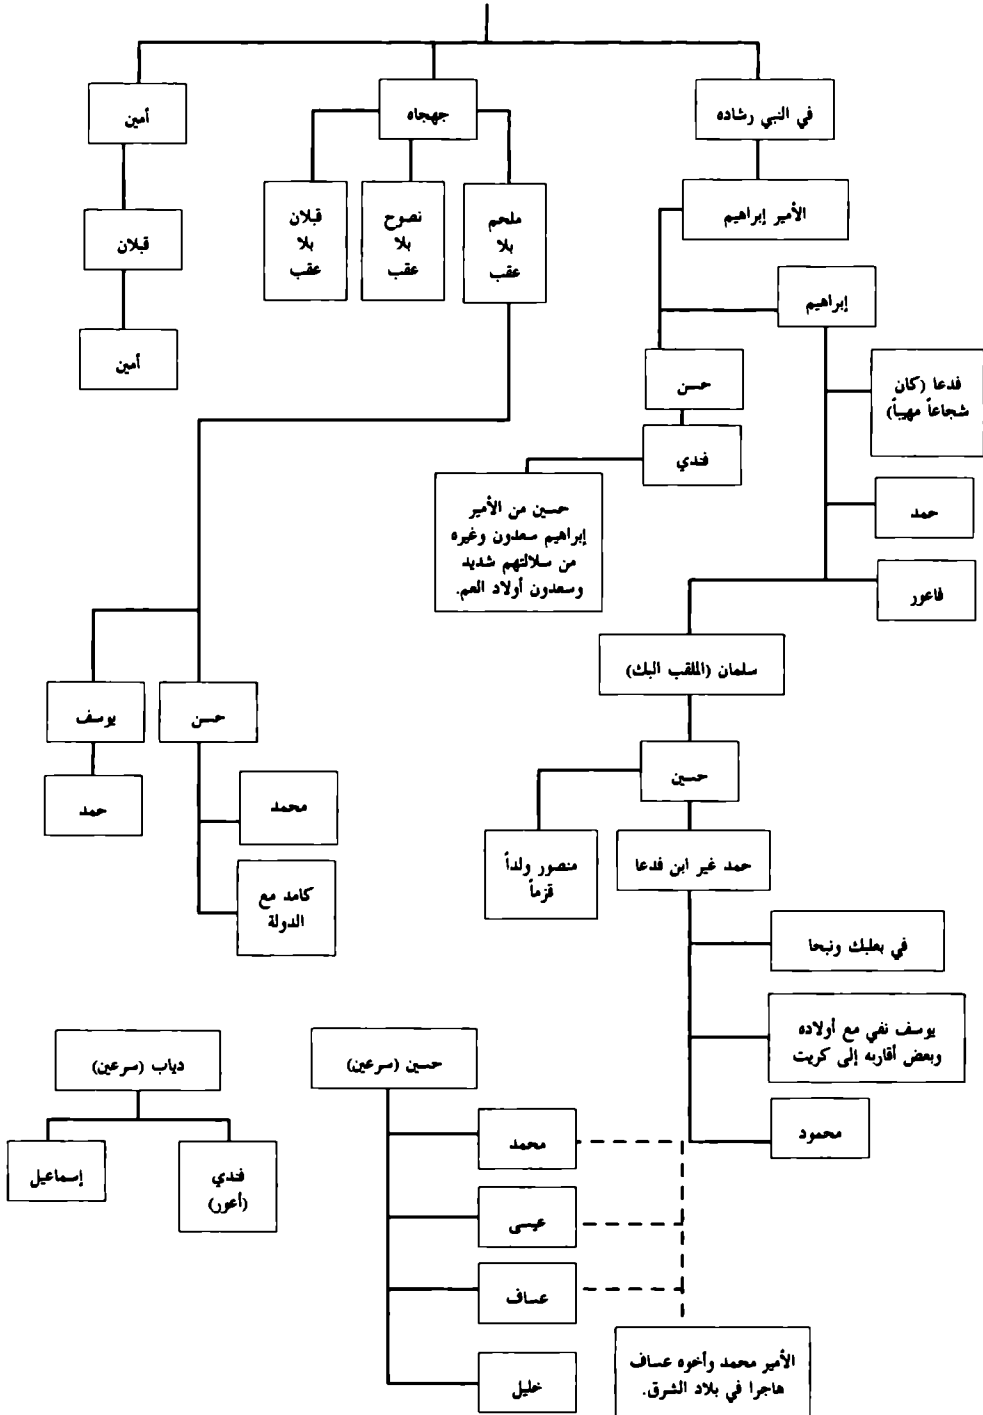 في النبي رشاده
جهجاه
أمين
الأمير إبراهيم
ملحم
بلا
عقب
نصوح
بلا
عقب
قبلان
بلا
عقب
قبلان
إبراهيم
أمين
حسن
فدعا (كان
شجاعاً مهيباً)
فندي
حسين من الأمير
إبراهيم سعدون وغيره
من سلالتهم شديد
وسعدون أولاد العم.
حمد
فاعور
سلمان (الملقب البك)
حسن
يوسف
حسين
محمد
حمد
حمد غير ابن فدعا
منصور ولداً
قزماً
كامد مع
الدولة
في بعلبك ونبحا
يوسف نفي مع أولاده
وبعض أقاربه إلى كريت
محمود
حسين (سرعين)
دياب (سرعين)
محمد
فندي
(أعور)
إسماعيل
عيسى
عساف
خليل
الأمير محمد وأخوه عساف
هاجرا في بلاد الشرق.